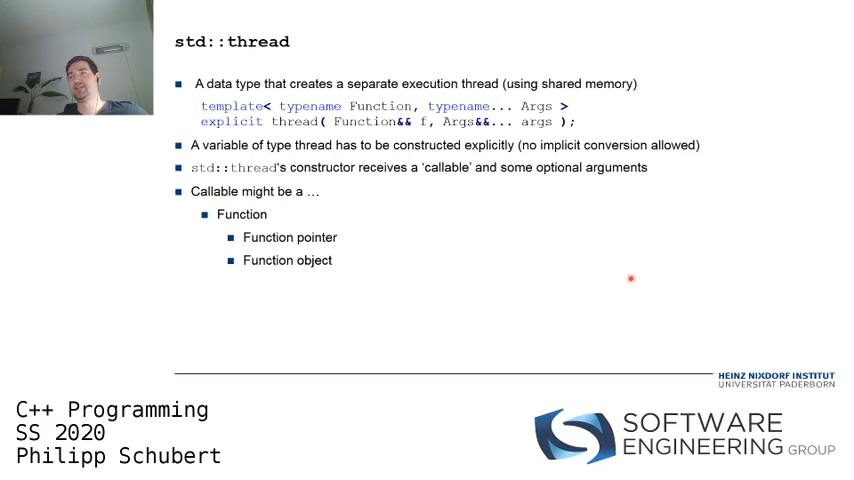 std::thread
A data type that creates a separate execution thread (using shared memory)
template< typename Function, typename... Args >
explicit thread( Function&& f, Args&&... args );
A variable of type thread has to be constructed explicitly (no implicit conversion allowed)
std::thread's constructor receives a ‘callable’ and some optional arguments
Callable might be a …
Function
Function pointer
Function object
HEINZ NIXDORF INSTITUT
UNIVERSITÄT PADERBORN
C++ Programming
SS 2020
Philipp Schubert
SOFTWARE
ENGINEERING GROUP